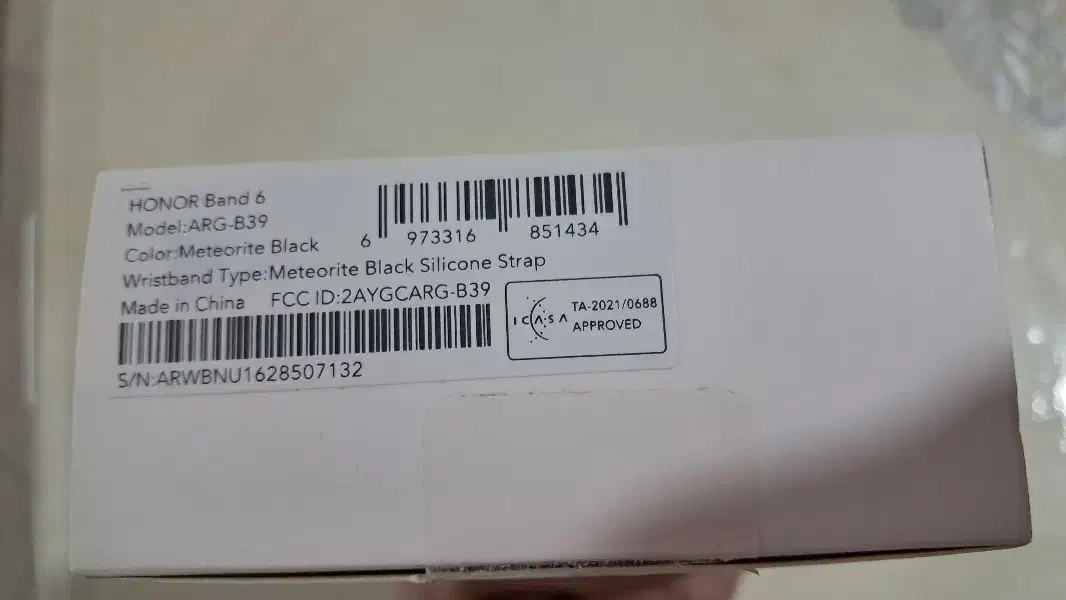 HONOR Band 6
Model:ARG-B39
Color:Meteorite Black
6 973316 851434
Wristband Type:Meteorite Black Silicone Strap
Made in China FCC ID:2AYGCARG-B39
ICASA TA-2021/0688
APPROVED
S/N:ARWBNU1628507132